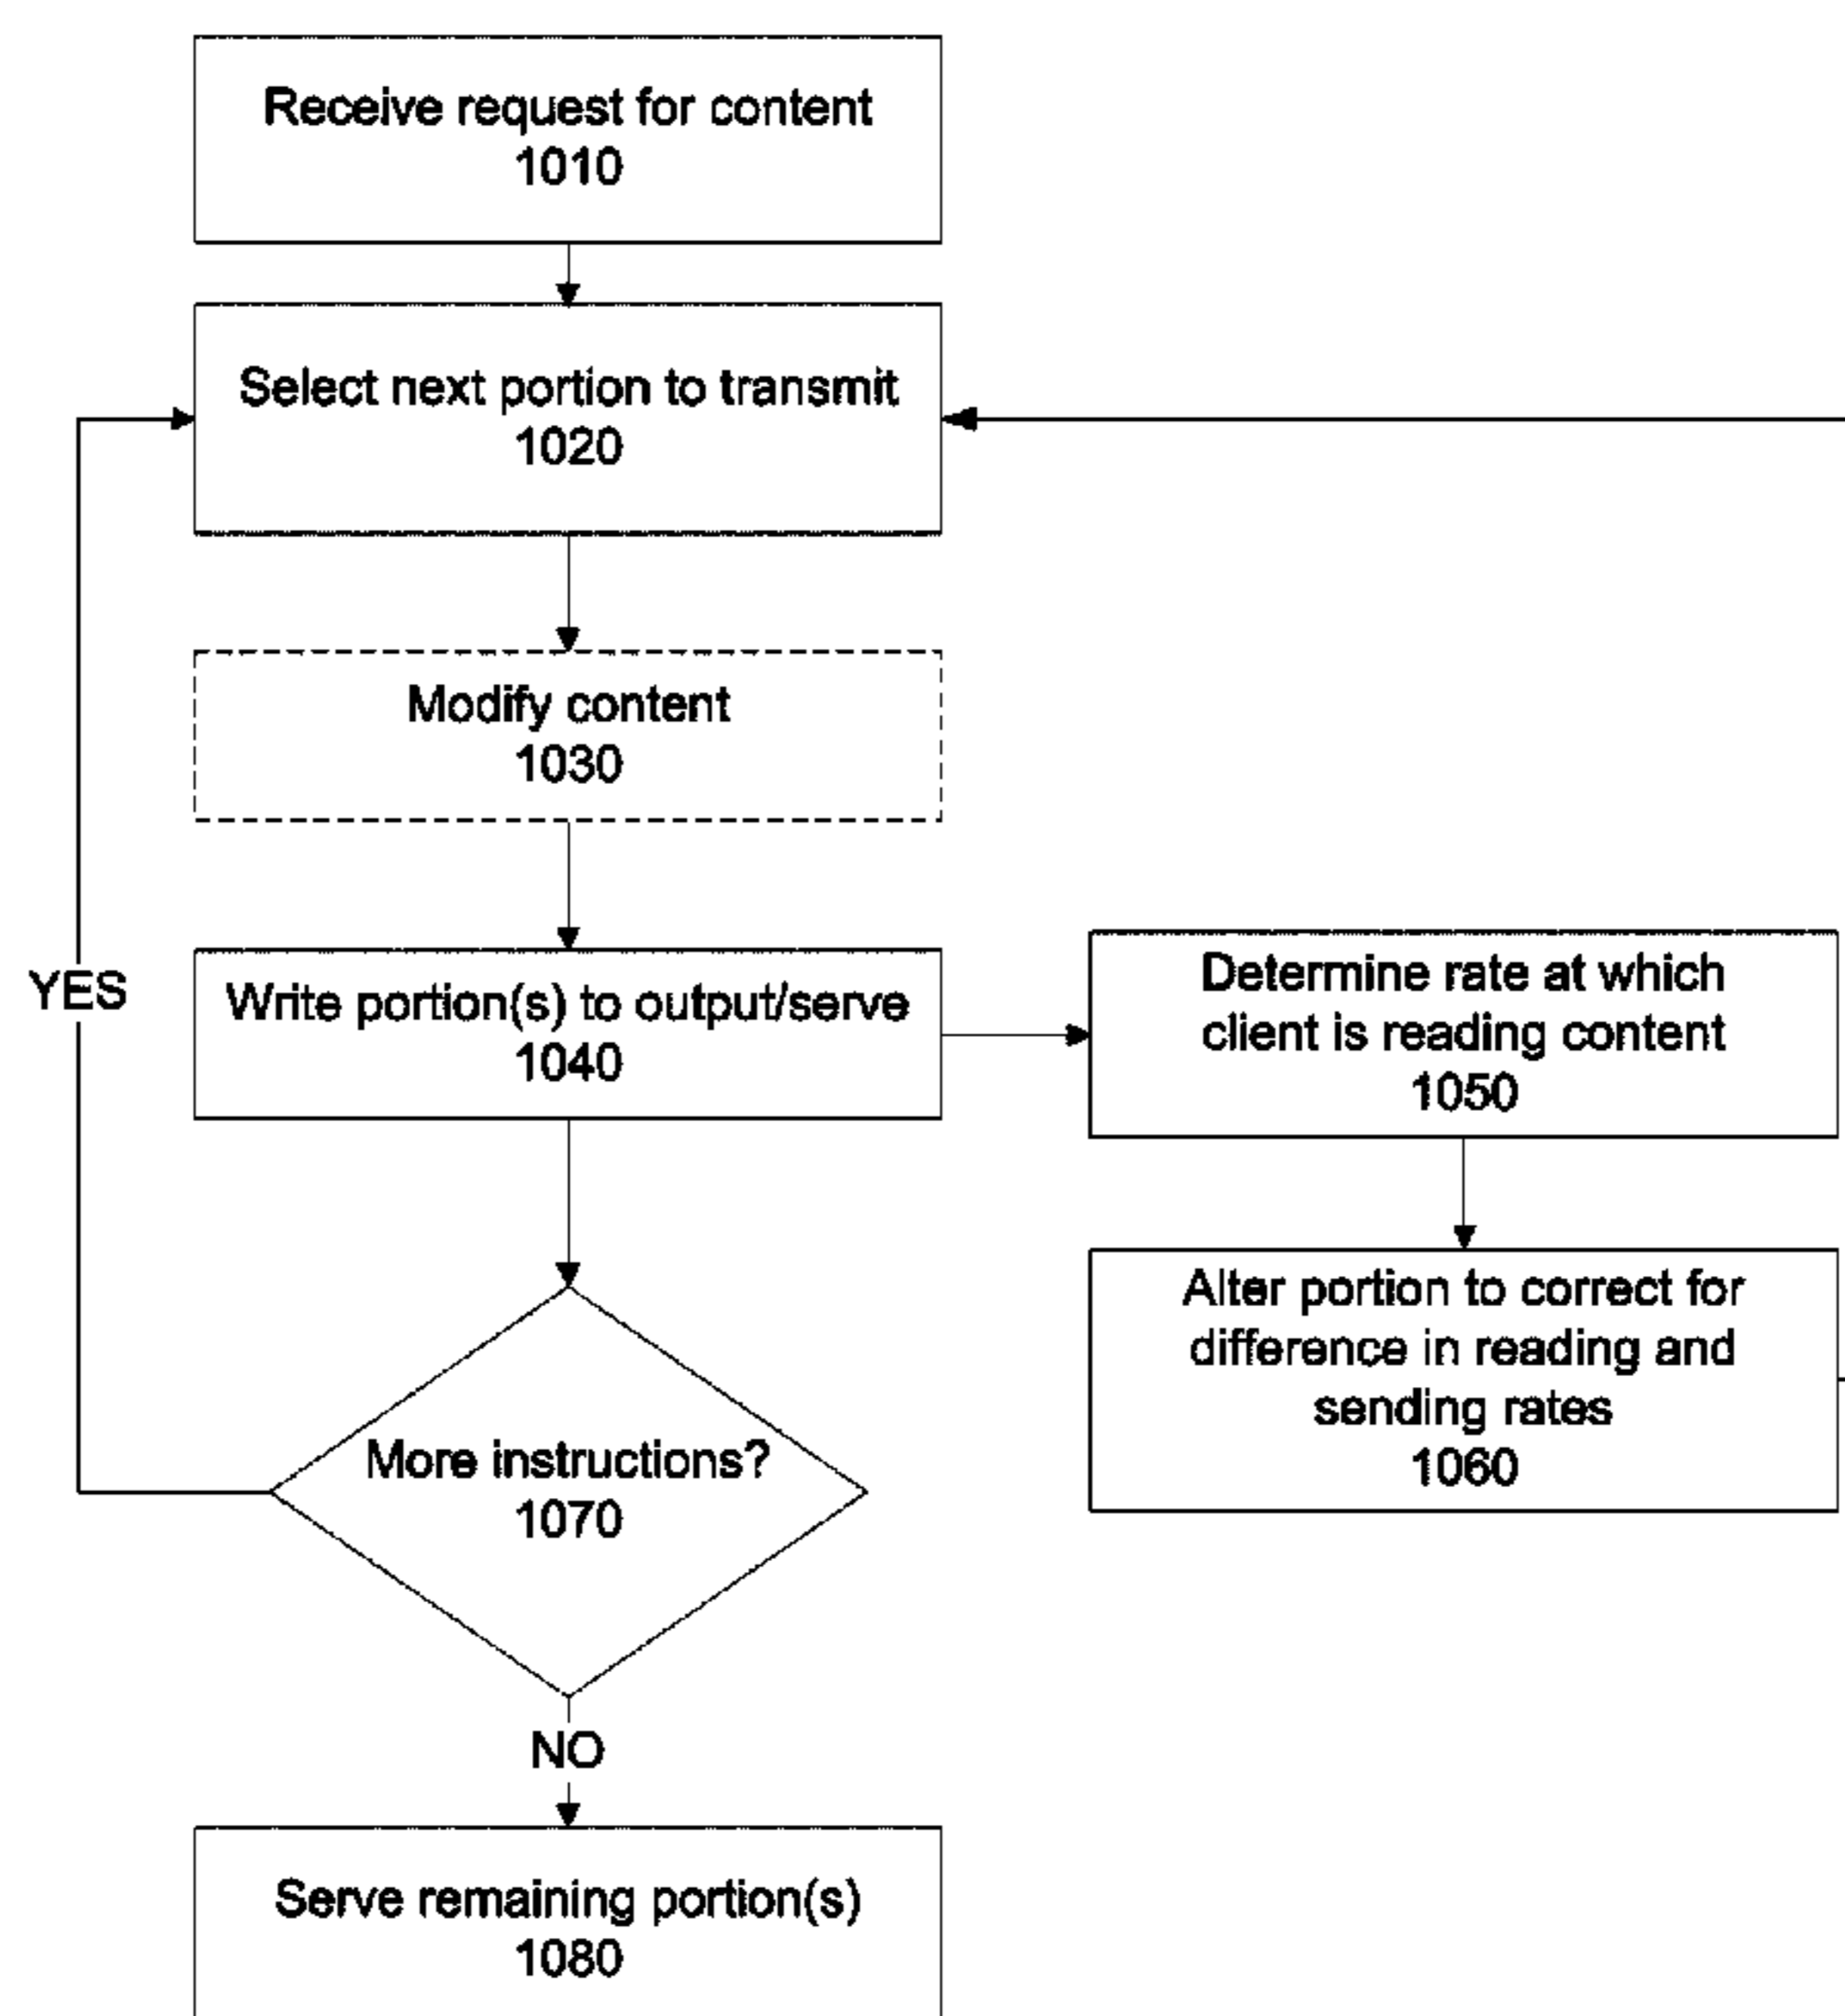 Receive request for content
1010
Select next portion to transmit
1020
Modify content
1030
YES
Write portion(s) to output/serve
1040
Determine rate at which
client is reading content
1050
Alter portion to correct for
difference in reading and
sending rates
1060
More instructions?
1070
NO
Serve remaining portion(s)
1080